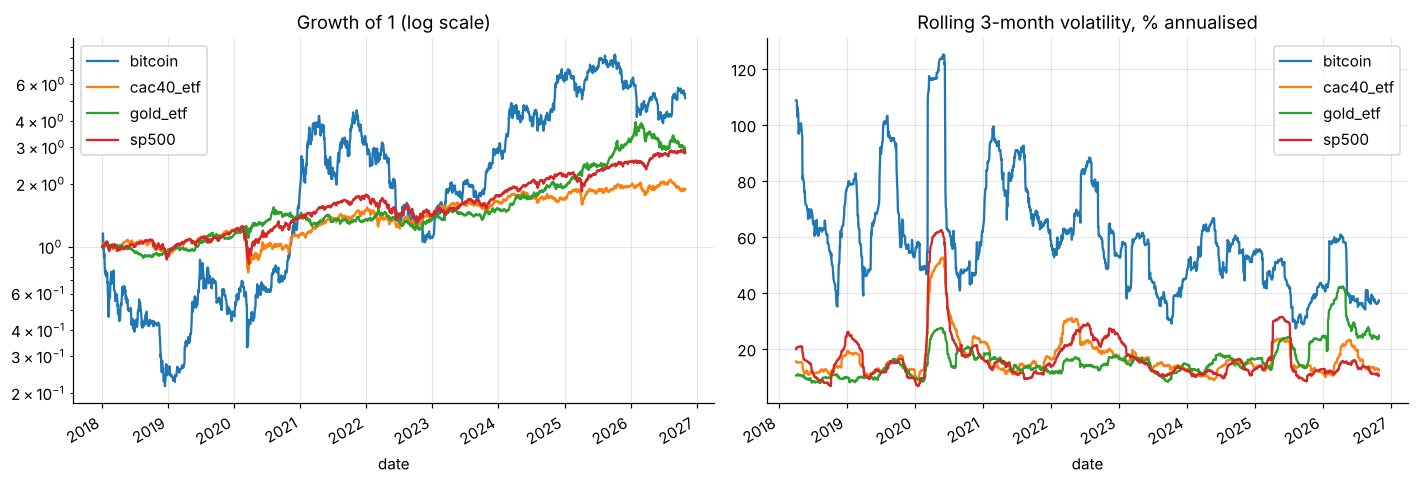 Growth of 1 (log scale)
bitcoin
cac40_etf
gold_etf
sp500
6 × 10⁰
4 × 10⁰
3 × 10⁰
2 × 10⁰
10⁰
6 × 10⁻¹
4 × 10⁻¹
3 × 10⁻¹
2 × 10⁻¹
2018 2019 2020 2021 2022 2023 2024 2025 2026 2027
date
Rolling 3-month volatility, % annualised
bitcoin
cac40_etf
gold_etf
sp500
120
100
80
60
40
20
2018 2019 2020 2021 2022 2023 2024 2025 2026 2027
date